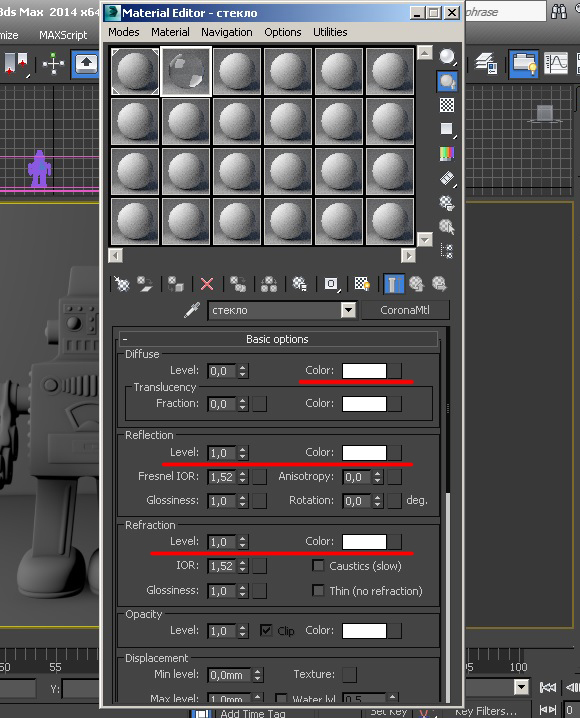 3ds Max 2014 x64
Material Editor - стекло
phrase
MAXScript
Modes Material Navigation Options Utilities
стекло
CoronaMtl
- Basic options
Diffuse
Level: 0,0 Color:
Translucency
Fraction: 0,0 Color:
Reflection
Level: 1,0 Color:
Fresnel IOR: 1,52 Anisotropy: 0,0
Glossiness: 1,0 Rotation: 0,0 deg.
Refraction
Level: 1,0 Color:
IOR: 1,52 Caustics (slow)
Glossiness: 1,0 Thin (no refraction)
Opacity
Level: 1,0 Clip Color:
Displacement
Min level: 0,0mm Texture:
Max level: 1,0mm Water lvl 0,5
50 55 95 100
Y:
Add Time Tag
Set Key
Key Filters...
0